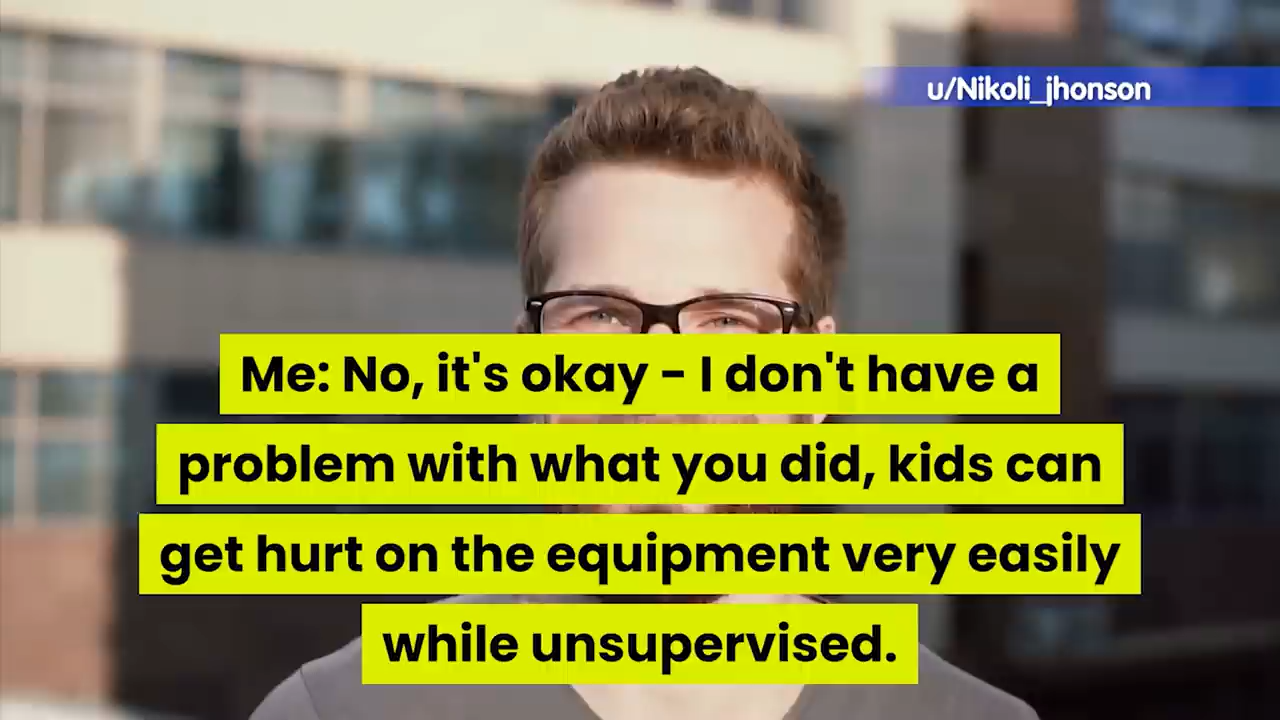 u/Nikoli_jhonson
Me: No, it's okay - I don't have a
problem with what you did, kids can
get hurt on the equipment very easily
while unsupervised.